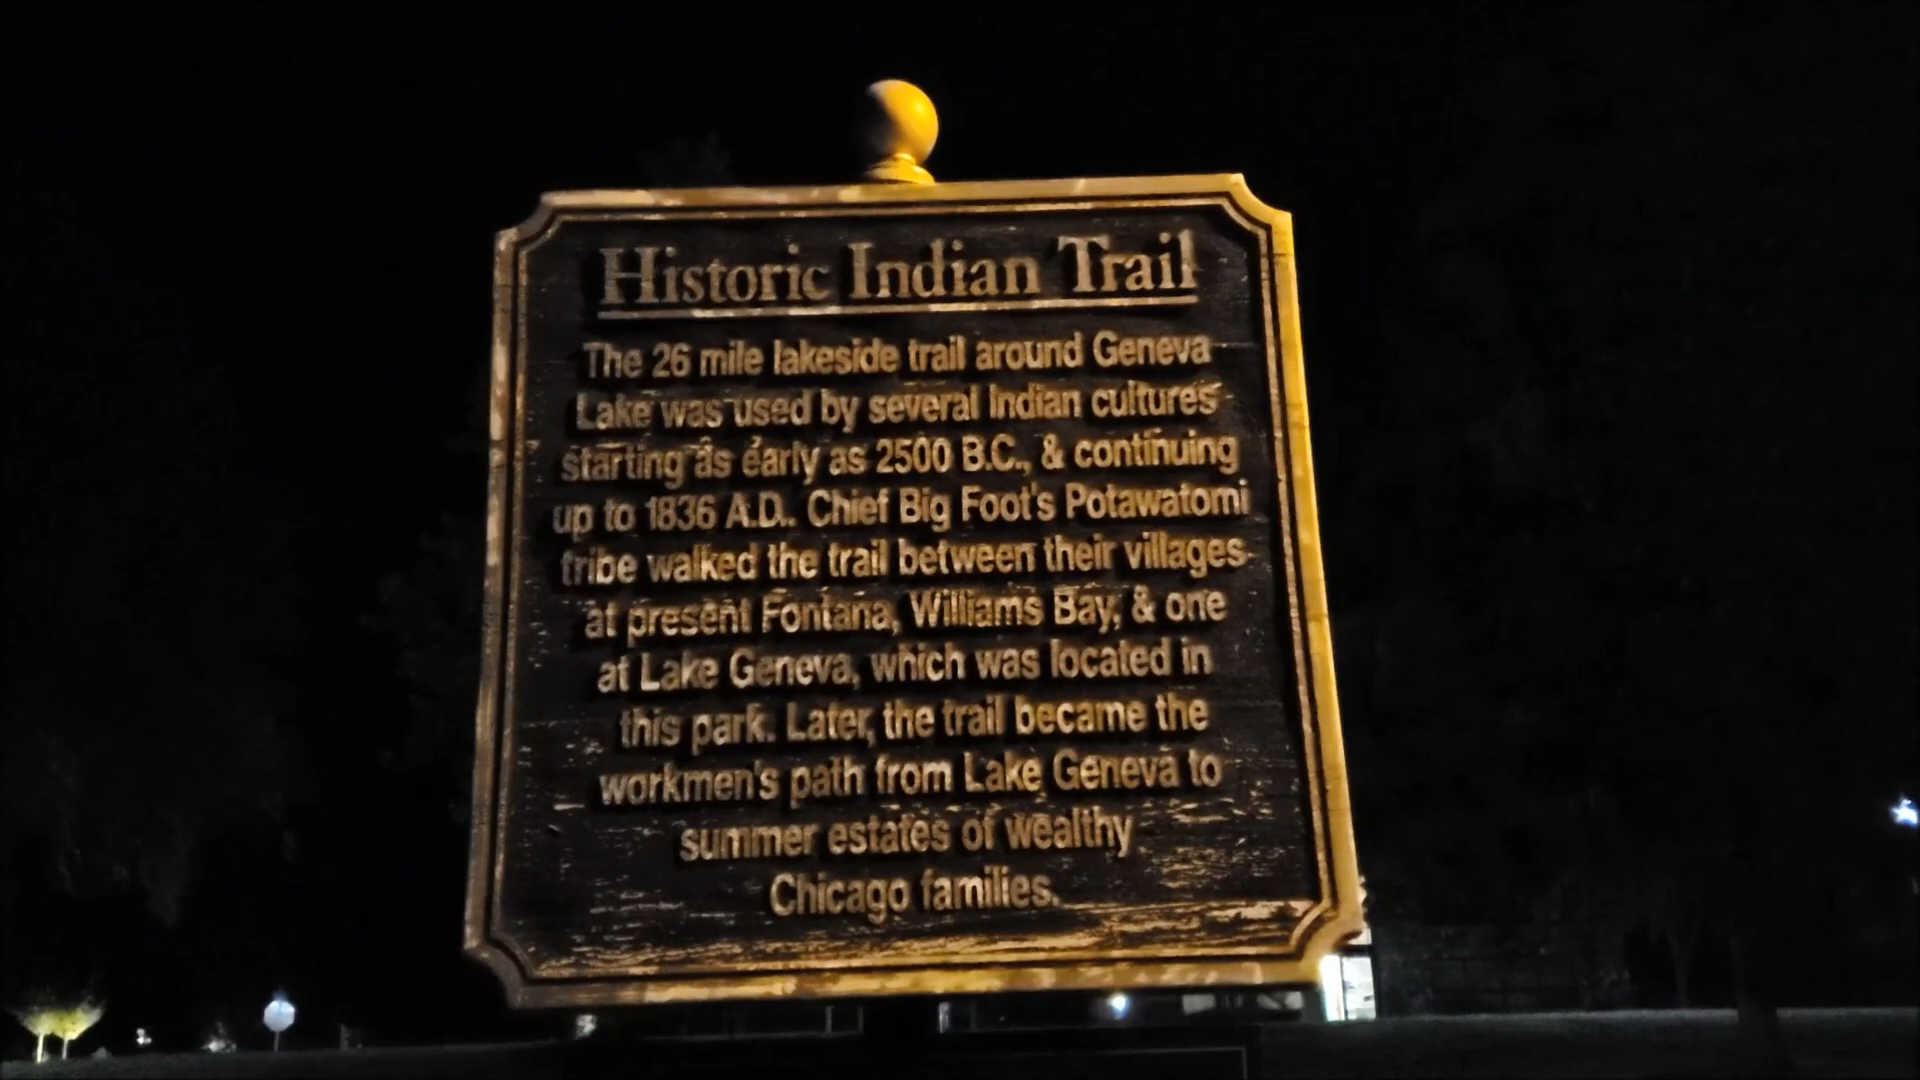 Historic Indian Trail
The 26 mile lakeside trail around Geneva
Lake was used by several Indian cultures
starting as early as 2500 B.C., & continuing
up to 1836 A.D.. Chief Big Foot's Potawatomi
tribe walked the trail between their villages
at present Fontana, Williams Bay, & one
at Lake Geneva, which was located in
this park. Later, the trail became the
workmen's path from Lake Geneva to
summer estates of wealthy
Chicago families.